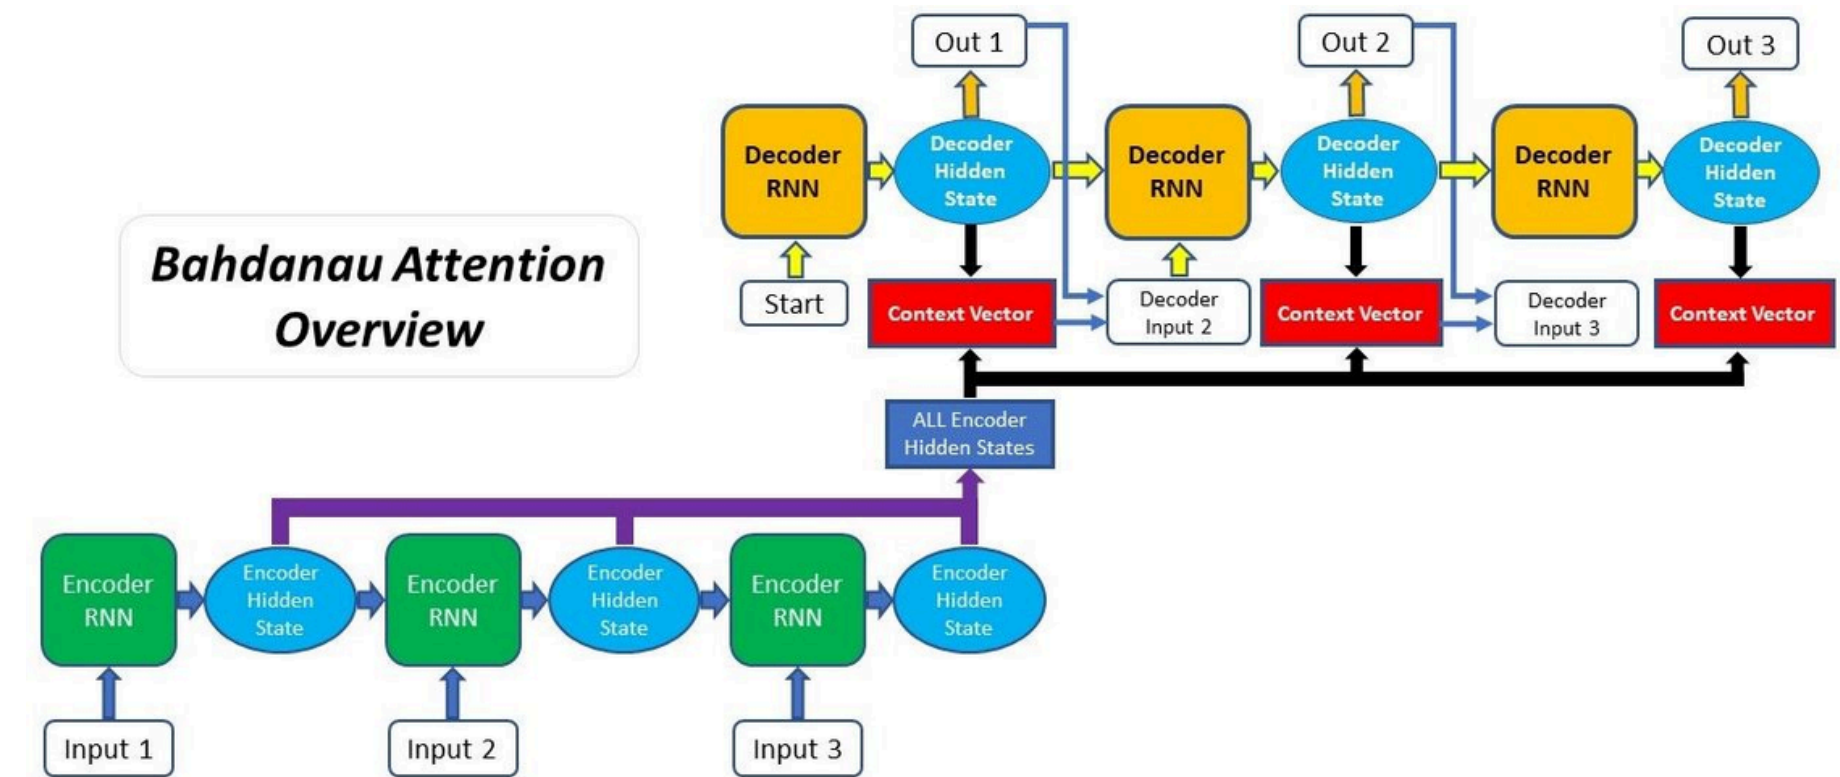 Out 1
Out 2
Out 3
Decoder
RNN
Decoder
Hidden
State
Decoder
RNN
Decoder
Hidden
State
Decoder
RNN
Decoder
Hidden
State
Bahdanau Attention
Overview
Start
Context Vector
Decoder
Input 2
Context Vector
Decoder
Input 3
Context Vector
ALL Encoder
Hidden States
Encoder
RNN
Encoder
Hidden
State
Encoder
RNN
Encoder
Hidden
State
Encoder
RNN
Encoder
Hidden
State
Input 1
Input 2
Input 3